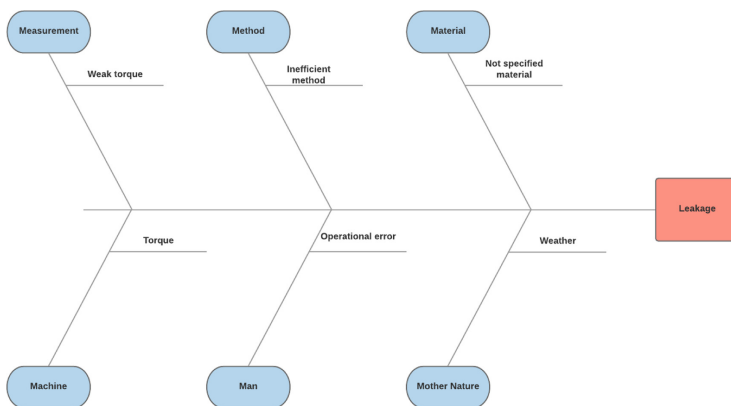 Measurement
Method
Material
Weak torque
Inefficient
method
Not specified
material
Leakage
Torque
Operational error
Weather
Machine
Man
Mother Nature